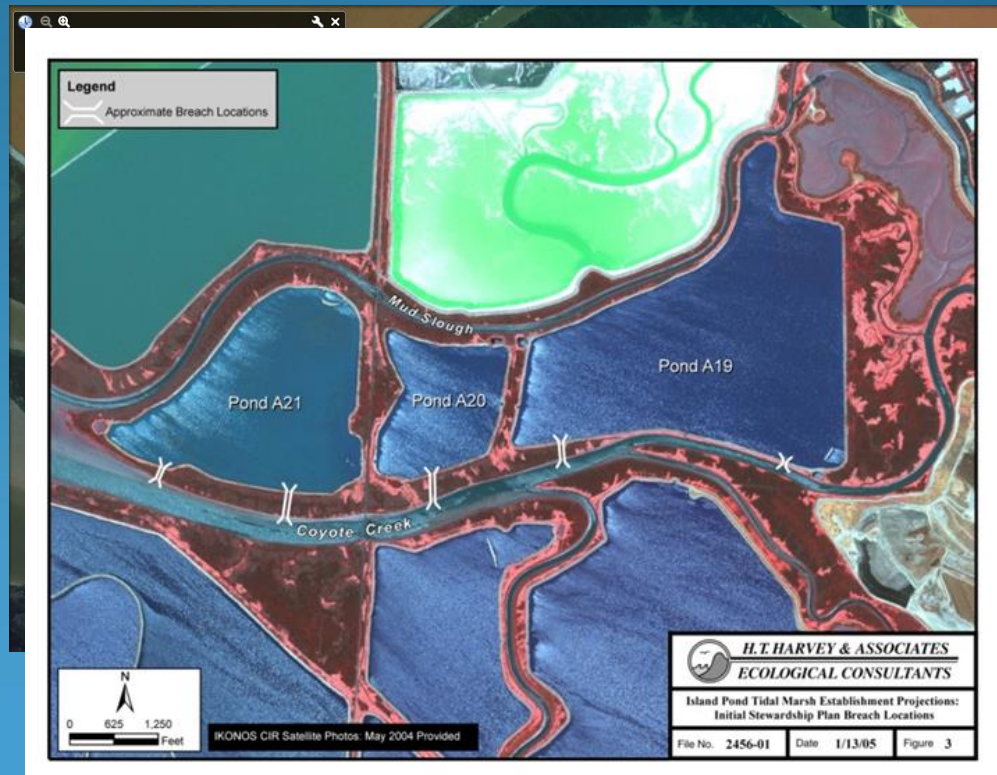 Legend
Approximate Breach Locations
Mud Slough
Pond A19
Pond A21
Pond A20
Coyote Creek
N
0 625 1,250
Feet
IKONOS CIR Satellite Photos: May 2004 Provided
H.T. HARVEY & ASSOCIATES
ECOLOGICAL CONSULTANTS
Island Pond Tidal Marsh Establishment Projections:
Initial Stewardship Plan Breach Locations
File No. 2456-01 Date 1/13/05 Figure 3